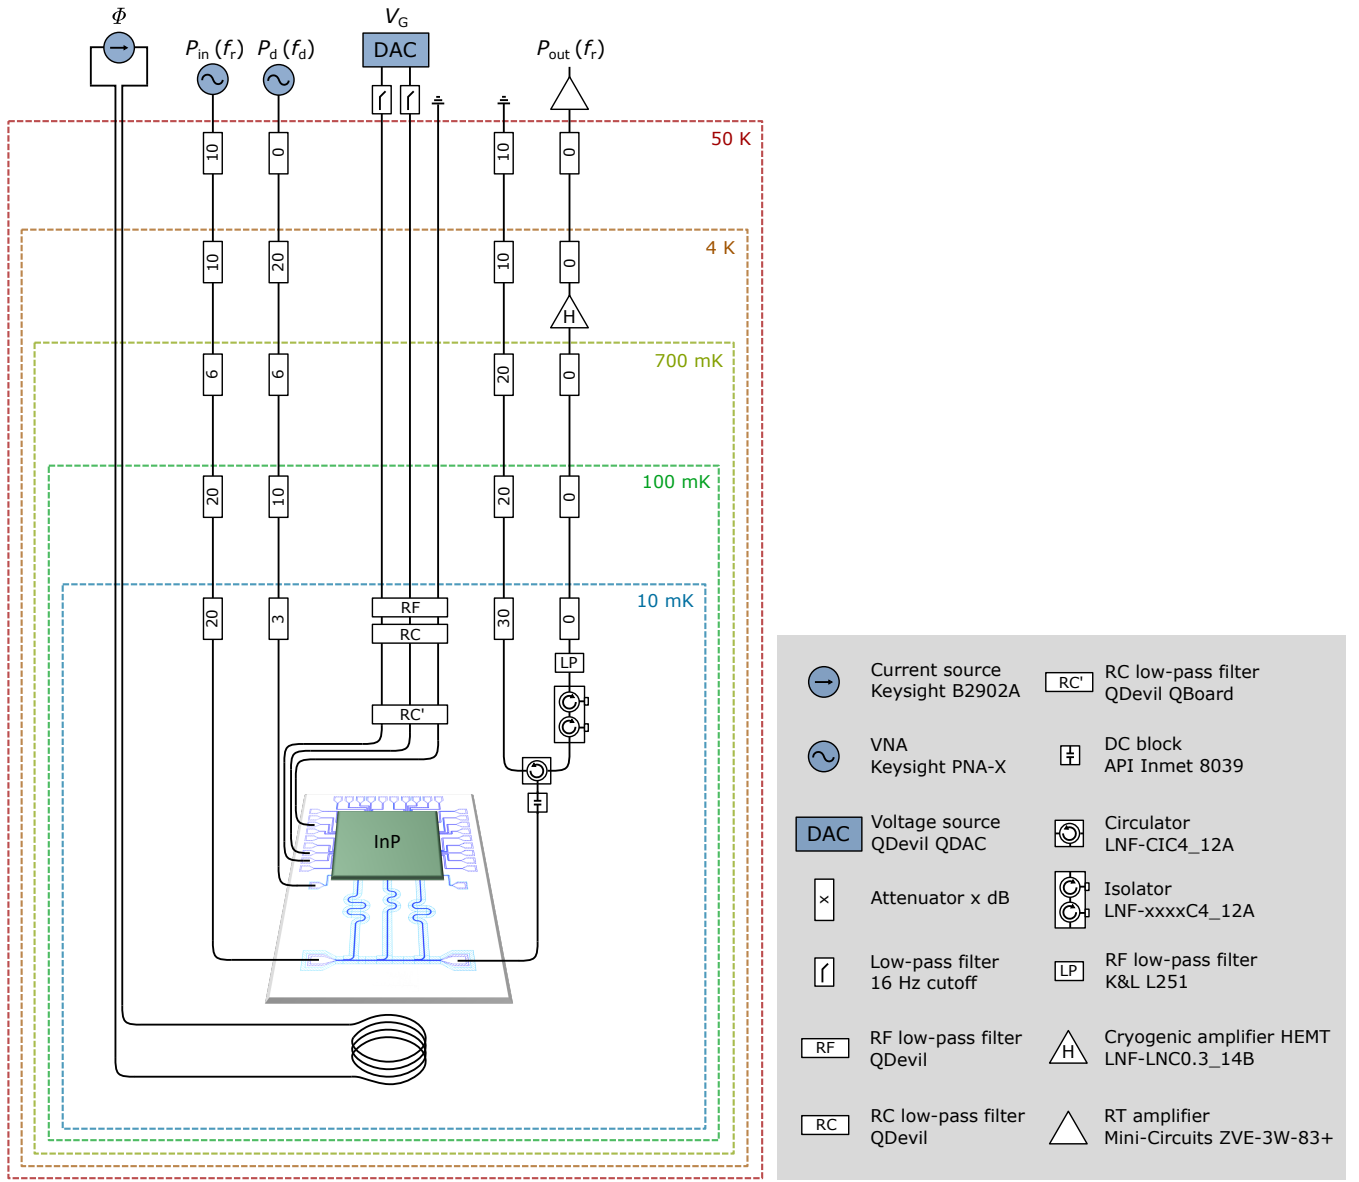 Φ
P_in (f_r)
P_d (f_d)
V_G
DAC
P_out (f_r)
50 K
10
0
10
0
4 K
10
20
10
0
H
700 mK
6
6
20
0
100 mK
20
10
20
0
10 mK
20
3
RF
30
0
RC
LP
RC'
InP
Current source
Keysight B2902A
RC'
RC low-pass filter
QDevil QBoard
VNA
Keysight PNA-X
DC block
API Inmet 8039
DAC
Voltage source
QDevil QDAC
Circulator
LNF-CIC4_12A
x
Attenuator x dB
Isolator
LNF-xxxxC4_12A
Low-pass filter
16 Hz cutoff
LP
RF low-pass filter
K&L L251
RF
RF low-pass filter
QDevil
H
Cryogenic amplifier HEMT
LNF-LNC0.3_14B
RC
RC low-pass filter
QDevil
RT amplifier
Mini-Circuits ZVE-3W-83+